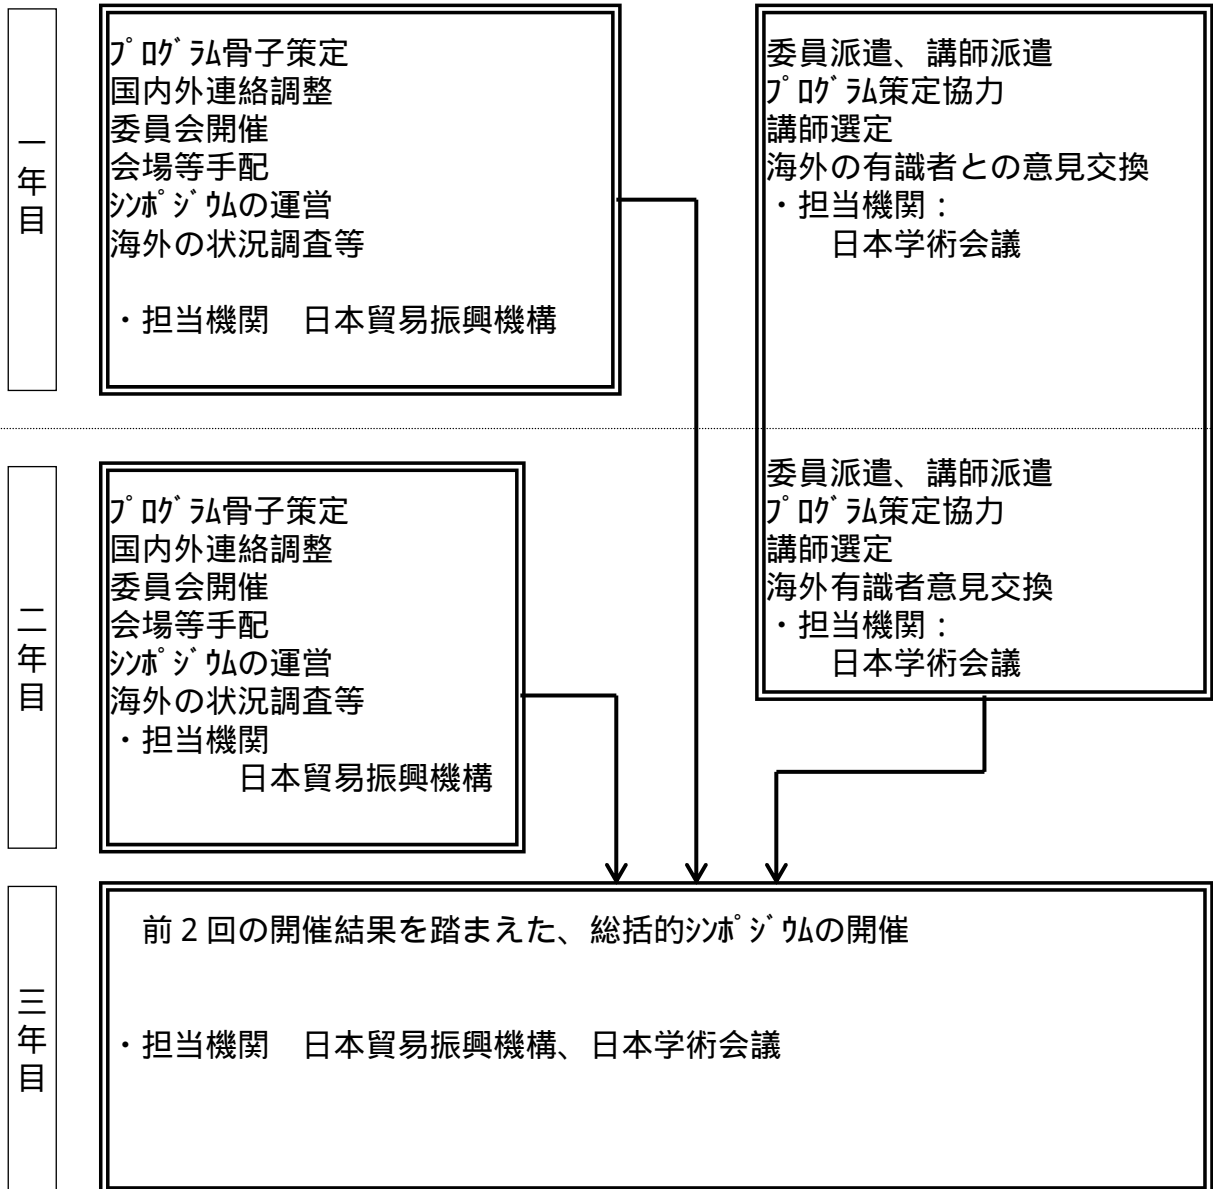 一年目
ﾌﾟﾛｸﾞﾗﾑ骨子策定
国内外連絡調整
委員会開催
会場等手配
ｼﾝﾎﾟｼﾞｳﾑの運営
海外の状況調査等
・担当機関　日本貿易振興機構
委員派遣、講師派遣
ﾌﾟﾛｸﾞﾗﾑ策定協力
講師選定
海外の有識者との意見交換
・担当機関：
日本学術会議
二年目
ﾌﾟﾛｸﾞﾗﾑ骨子策定
国内外連絡調整
委員会開催
会場等手配
ｼﾝﾎﾟｼﾞｳﾑの運営
海外の状況調査等
・担当機関
日本貿易振興機構
委員派遣、講師派遣
ﾌﾟﾛｸﾞﾗﾑ策定協力
講師選定
海外有識者意見交換
・担当機関：
日本学術会議
三年目
前２回の開催結果を踏まえた、総括的ｼﾝﾎﾟｼﾞｳﾑの開催
・担当機関　日本貿易振興機構、日本学術会議